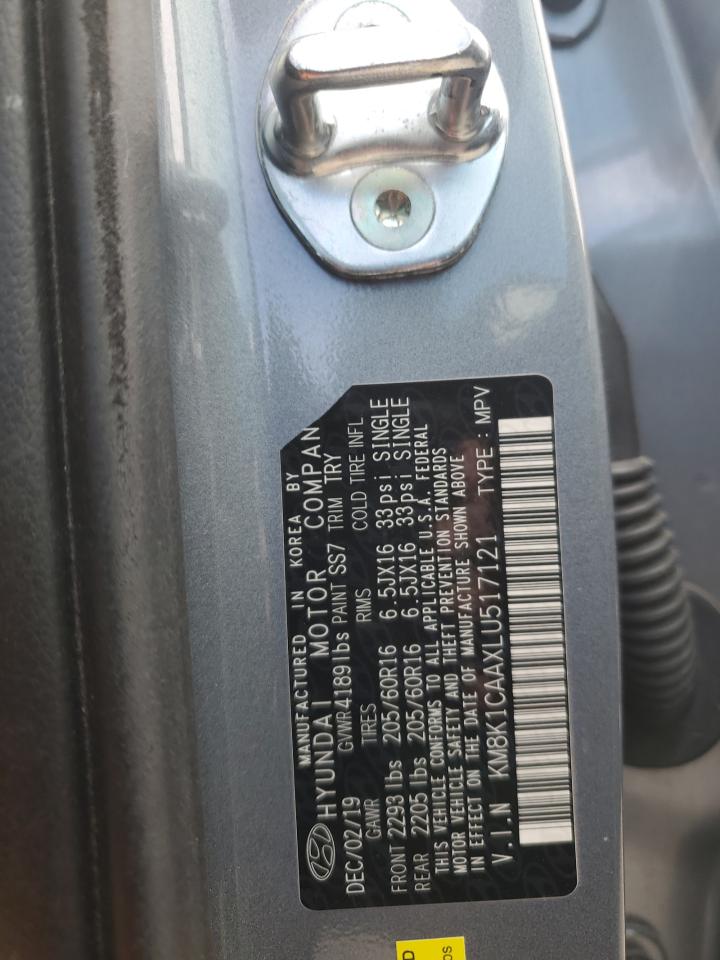 MANUFACTURED IN KOREA BY
HYUNDAI MOTOR COMPAN
DEC/02/19 GVWR 4189 lbs PAINT SS7 TRIM TRY
GAWR TIRES RIMS COLD TIRE INFL
FRONT 2293 lbs 205/60R16 6.5JX16 33psi SINGLE
REAR 2205 lbs 205/60R16 6.5JX16 33psi SINGLE
THIS VEHICLE CONFORMS TO ALL APPLICABLE U.S.A. FEDERAL
MOTOR VEHICLE SAFETY AND THEFT PREVENTION STANDARDS
IN EFFECT ON THE DATE OF MANUFACTURE SHOWN ABOVE
V.I.N KM8K1CAAXLU517121 TYPE : MPV